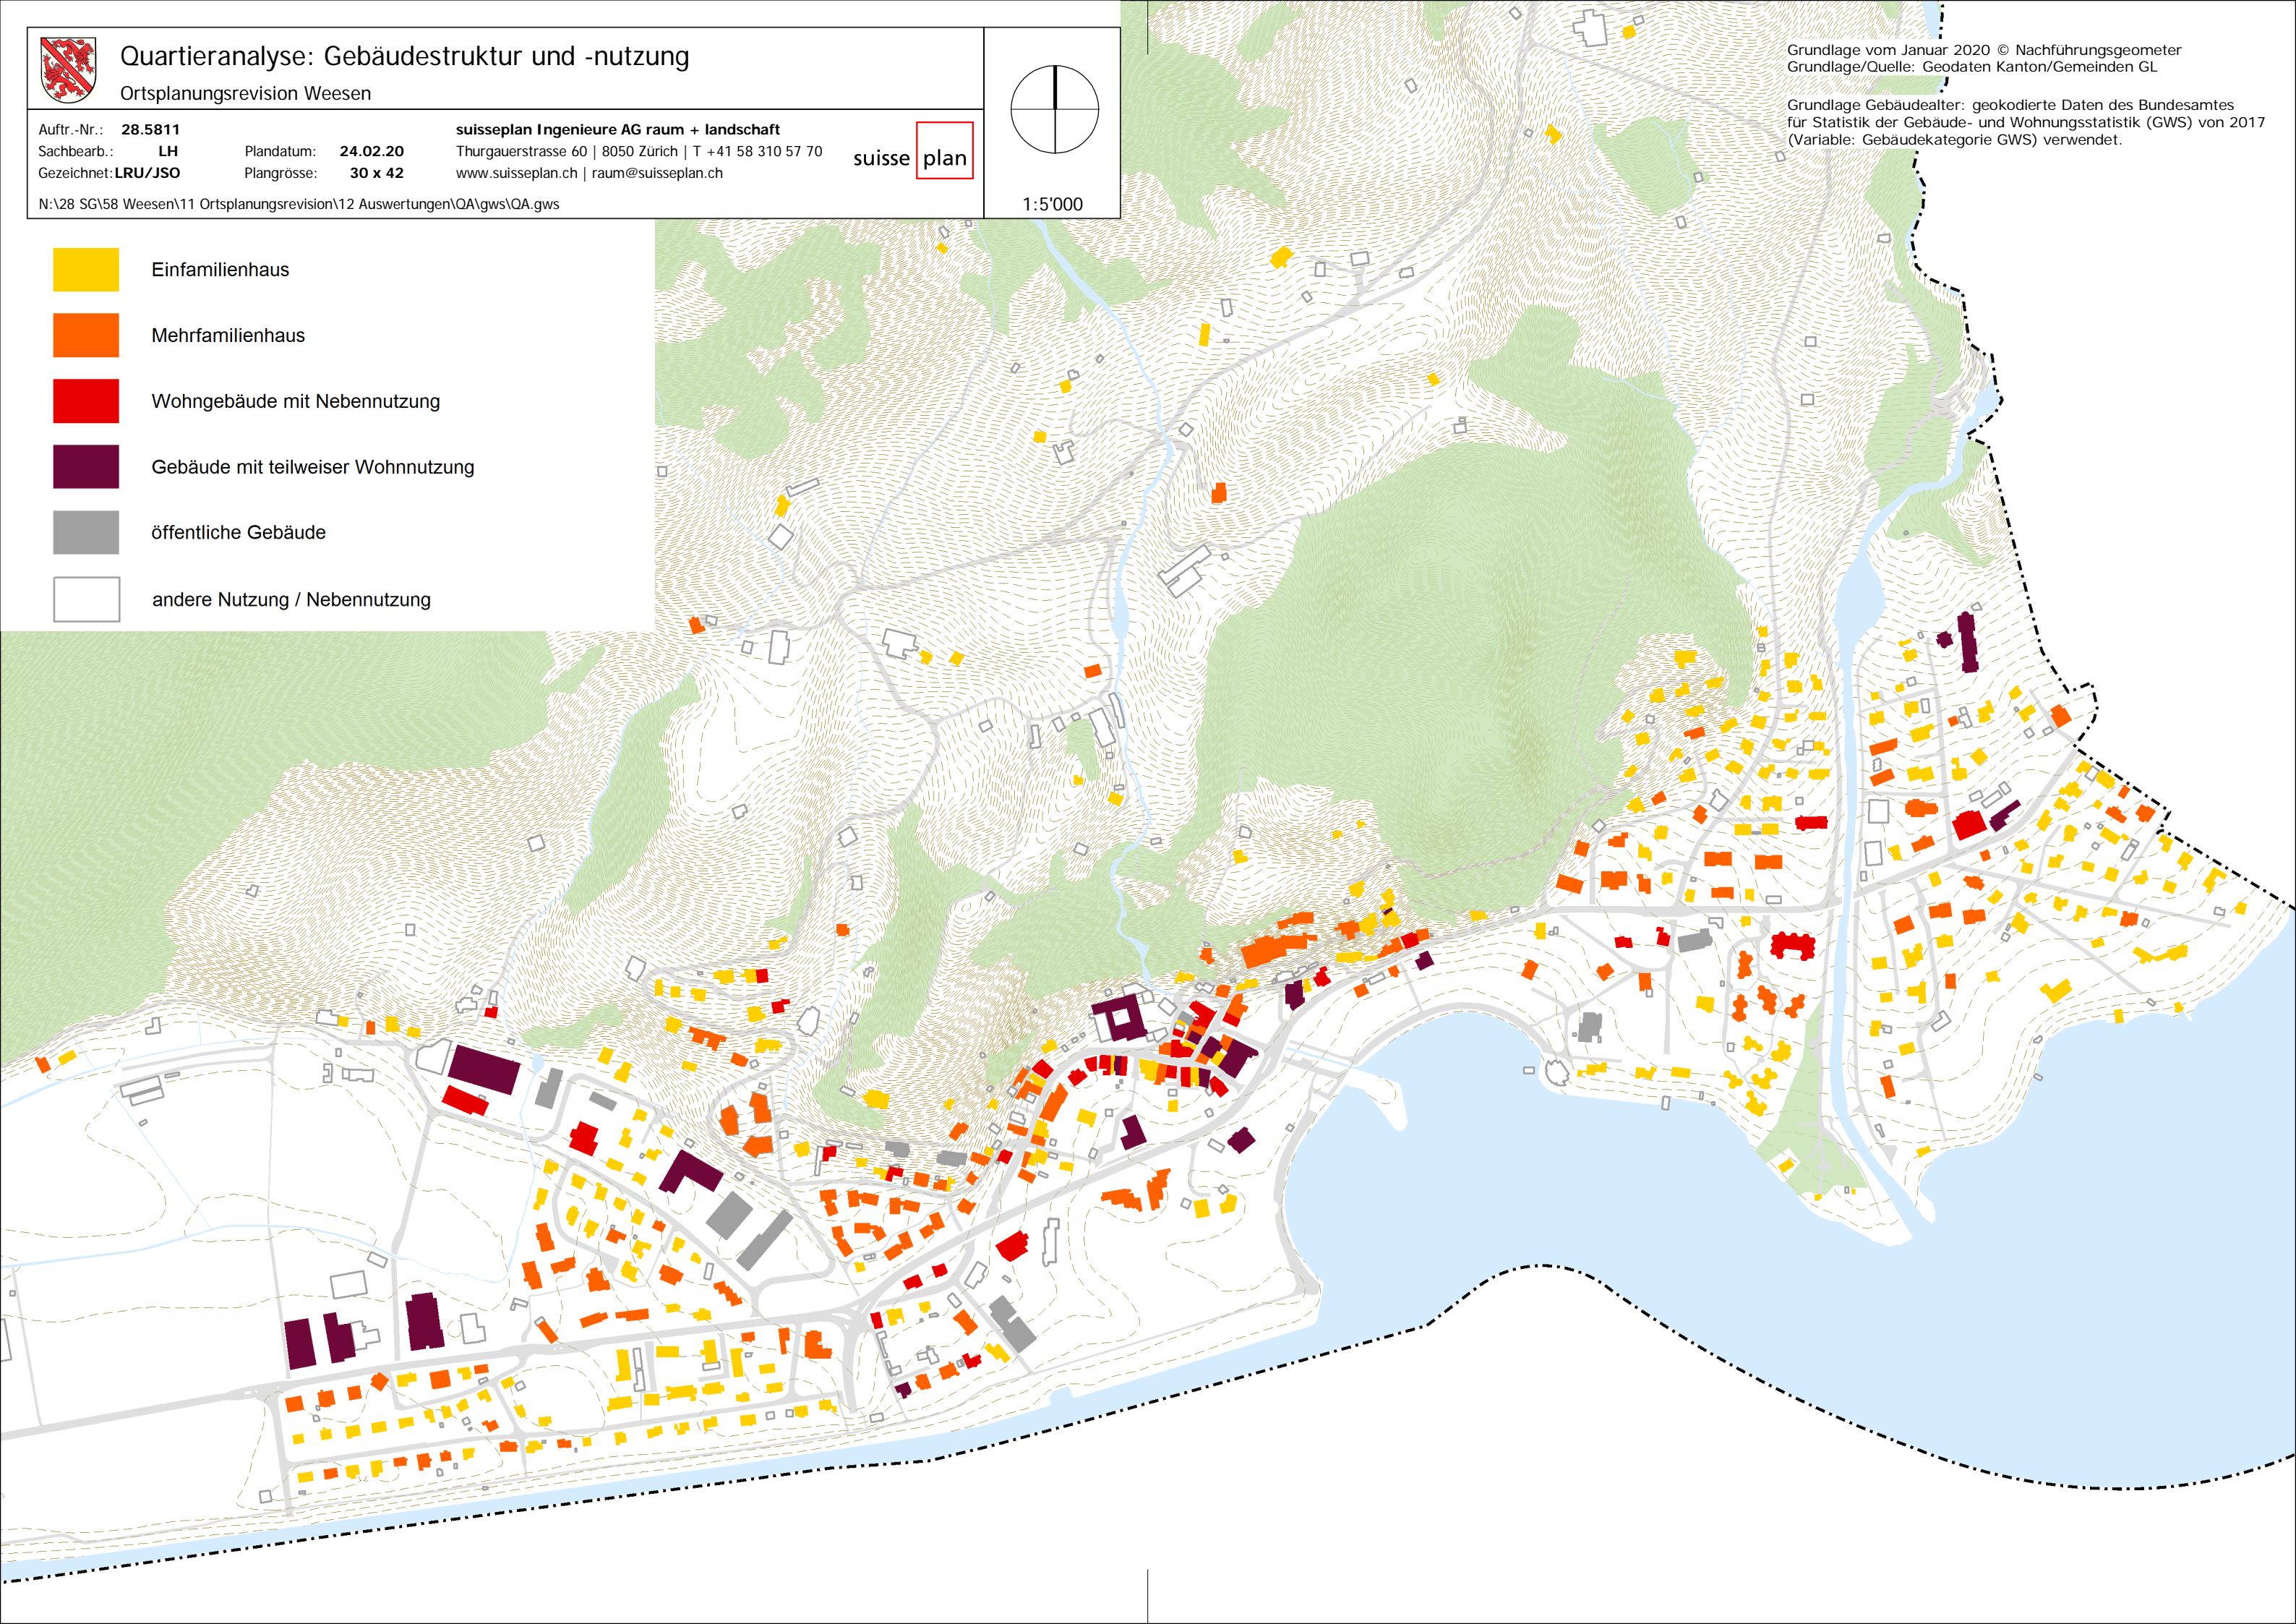 Quartieranalyse: Gebäudestruktur und -nutzung
Ortsplanungsrevision Weesen
Auftr.-Nr.: 28.5811
Sachbearb.: LH Plandatum: 24.02.20
Gezeichnet: LRU/JSO Plangrösse: 30 x 42
N:\28 SG\58 Weesen\11 Ortsplanungsrevision\12 Auswertungen\QA\gws\QA.gws
suisseplan Ingenieure AG raum + landschaft
Thurgauerstrasse 60 | 8050 Zürich | T +41 58 310 57 70
www.suisseplan.ch | raum@suisseplan.ch
suisse plan
1:5'000
Grundlage vom Januar 2020 © Nachführungsgeometer
Grundlage/Quelle: Geodaten Kanton/Gemeinden GL
Grundlage Gebäudealter: geokodierte Daten des Bundesamtes
für Statistik der Gebäude- und Wohnungsstatistik (GWS) von 2017
(Variable: Gebäudekategorie GWS) verwendet.
Einfamilienhaus
Mehrfamilienhaus
Wohngebäude mit Nebennutzung
Gebäude mit teilweiser Wohnnutzung
öffentliche Gebäude
andere Nutzung / Nebennutzung